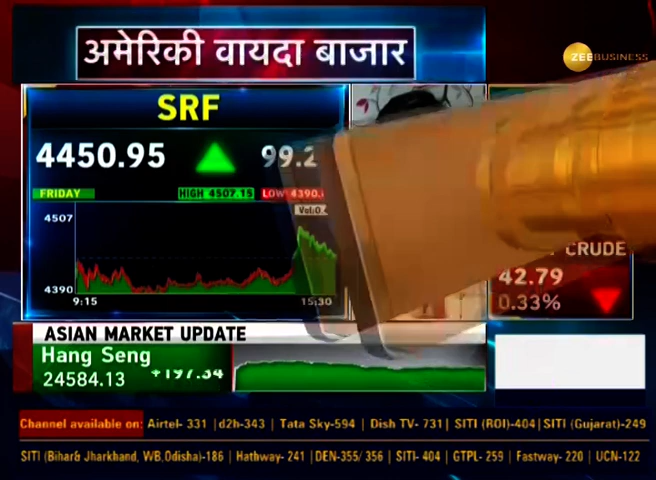 अमेरिकी वायदा बाजार
ZEEBUSINESS
SRF
4450.95
99.2
FRIDAY
HIGH 4507.15
LOW 4390.
Vol:0.
4507
4390
9:15
15:30
CRUDE
42.79
0.33%
ASIAN MARKET UPDATE
Hang Seng
24584.13 +197.34
Channel available on: Airtel- 331 |d2h-343 | Tata Sky-594 | Dish TV- 731| SITI (ROI)-404|SITI (Gujarat)-249
SITI (Bihar& Jharkhand, WB,Odisha)-186 | Hathway- 241 |DEN-355/ 356 | SITI- 404 | GTPL- 259 | Fastway- 220 | UCN-122